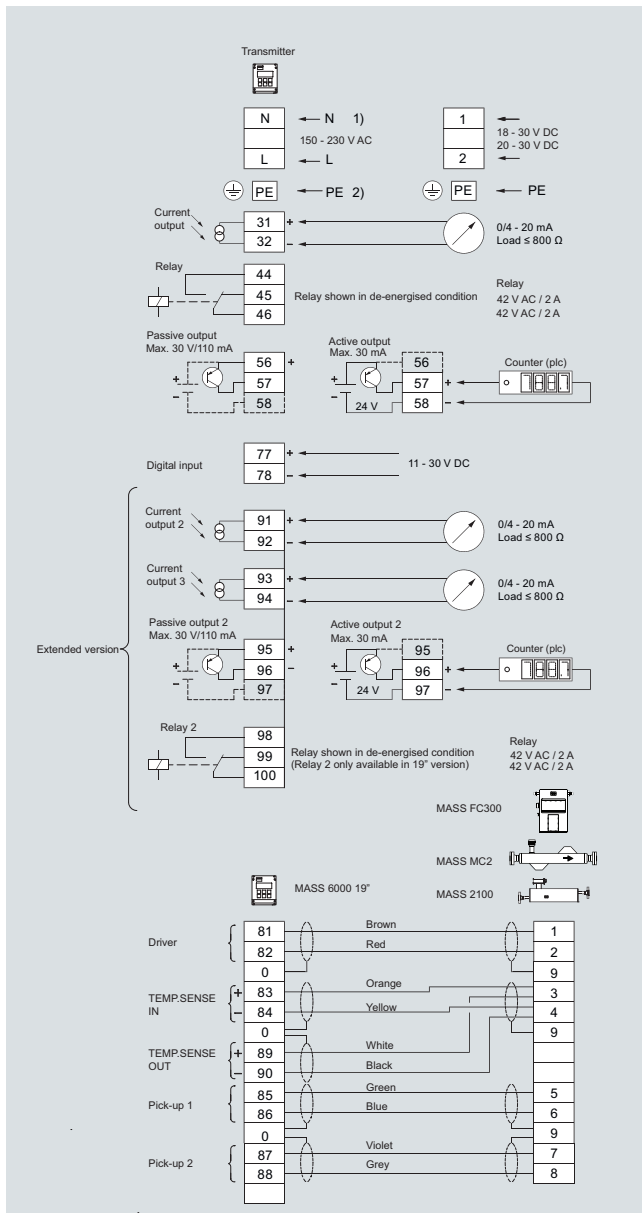 Transmitter
N
L
N 1)
150 - 230 V AC
L
1
2
18 - 30 V DC
20 - 30 V DC
PE
PE 2)
PE
PE
Current
output
31
32
+
−
0/4 - 20 mA
Load ≤ 800 Ω
Relay
44
45
46
Relay shown in de-energised condition
Relay
42 V AC / 2 A
42 V AC / 2 A
Passive output
Max. 30 V/110 mA
+
−
56
57
58
+
Active output
Max. 30 mA
+
−
24 V
56
57
58
+
−
Counter (plc)
Digital input
77
78
+
−
11 - 30 V DC
Extended version
Current
output 2
91
92
+
−
0/4 - 20 mA
Load ≤ 800 Ω
Current
output 3
93
94
+
−
0/4 - 20 mA
Load ≤ 800 Ω
Passive output 2
Max. 30 V/110 mA
+
−
95
96
97
+
−
Active output 2
Max. 30 mA
+
−
24 V
95
96
97
+
−
Counter (plc)
Relay 2
98
99
100
Relay shown in de-energised condition
(Relay 2 only available in 19" version)
Relay
42 V AC / 2 A
42 V AC / 2 A
MASS FC300
MASS MC2
MASS 2100
MASS 6000 19"
Driver
81
82
0
Brown
Red
1
2
9
TEMP.SENSE
IN
+
−
83
84
0
Orange
Yellow
3
4
9
TEMP.SENSE
OUT
+
−
89
90
White
Black
Pick-up 1
85
86
0
Green
Blue
5
6
9
Pick-up 2
87
88
Violet
Grey
7
8